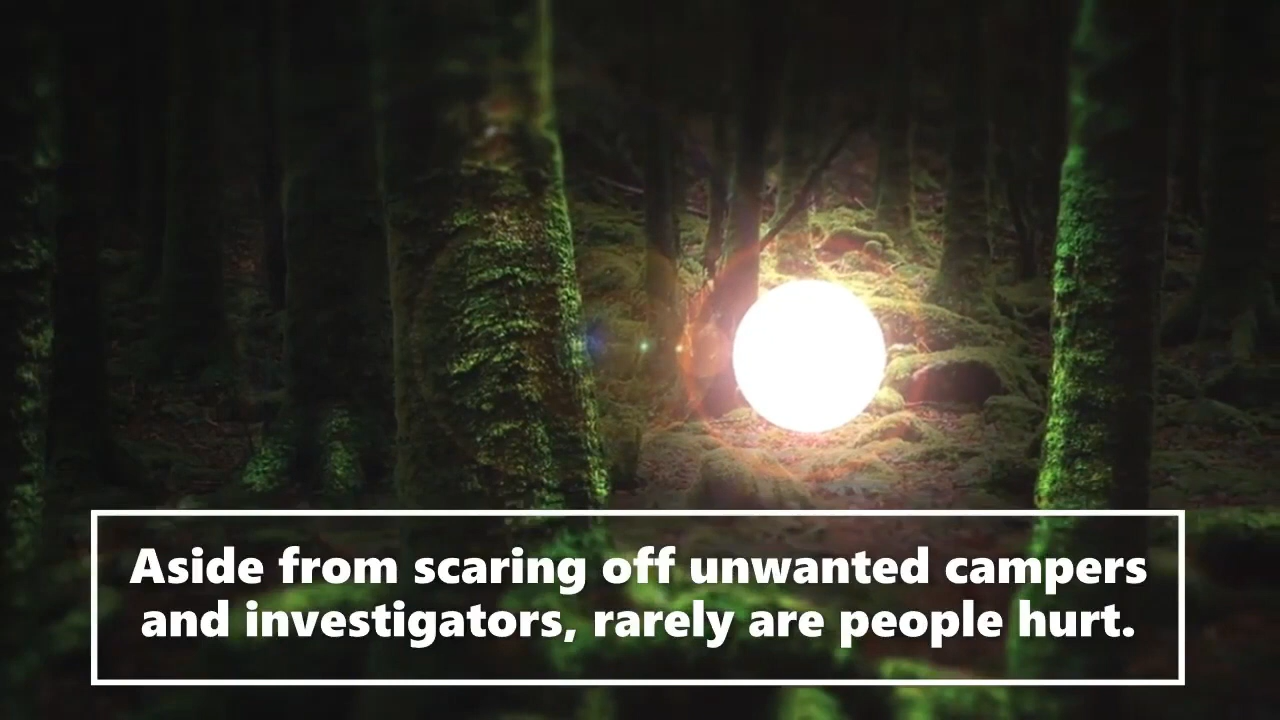 Aside from scaring off unwanted campers
and investigators, rarely are people hurt.